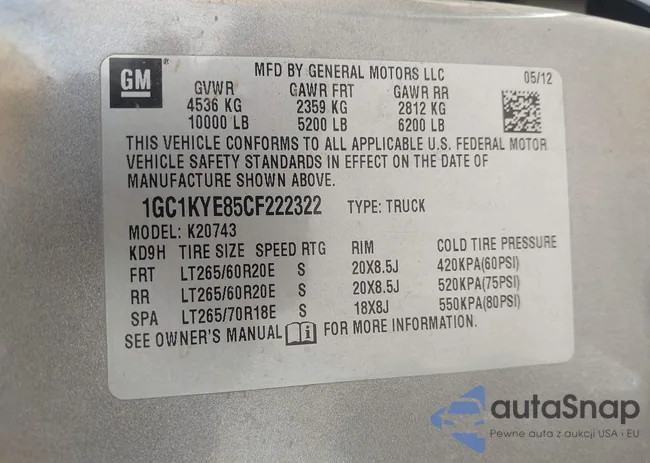 GM
MFD BY GENERAL MOTORS LLC 05/12
GVWR GAWR FRT GAWR RR
4536 KG 2359 KG 2812 KG
10000 LB 5200 LB 6200 LB
THIS VEHICLE CONFORMS TO ALL APPLICABLE U.S. FEDERAL MOTOR
VEHICLE SAFETY STANDARDS IN EFFECT ON THE DATE OF
MANUFACTURE SHOWN ABOVE.
1GC1KYE85CF222322 TYPE: TRUCK
MODEL: K20743
KD9H TIRE SIZE SPEED RTG RIM COLD TIRE PRESSURE
FRT LT265/60R20E S 20X8.5J 420KPA(60PSI)
RR LT265/60R20E S 20X8.5J 520KPA(75PSI)
SPA LT265/70R18E S 18X8J 550KPA(80PSI)
SEE OWNER'S MANUAL i FOR MORE INFORMATION.
autaSnap
Pewne auta z aukcji USA i EU